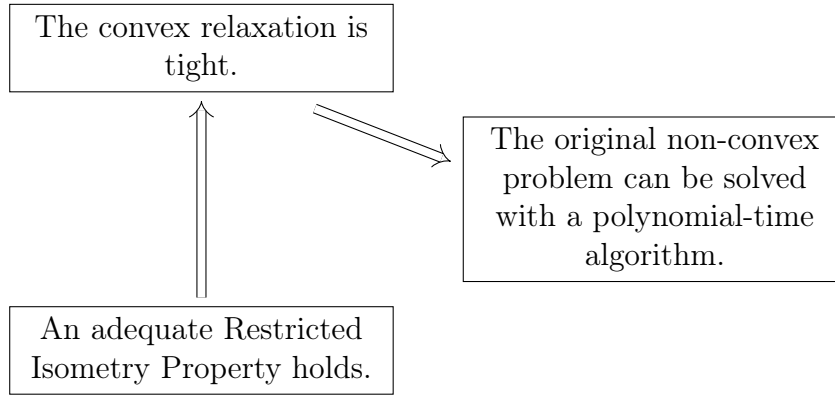 The convex relaxation is
tight.
The original non-convex
problem can be solved
with a polynomial-time
algorithm.
An adequate Restricted
Isometry Property holds.